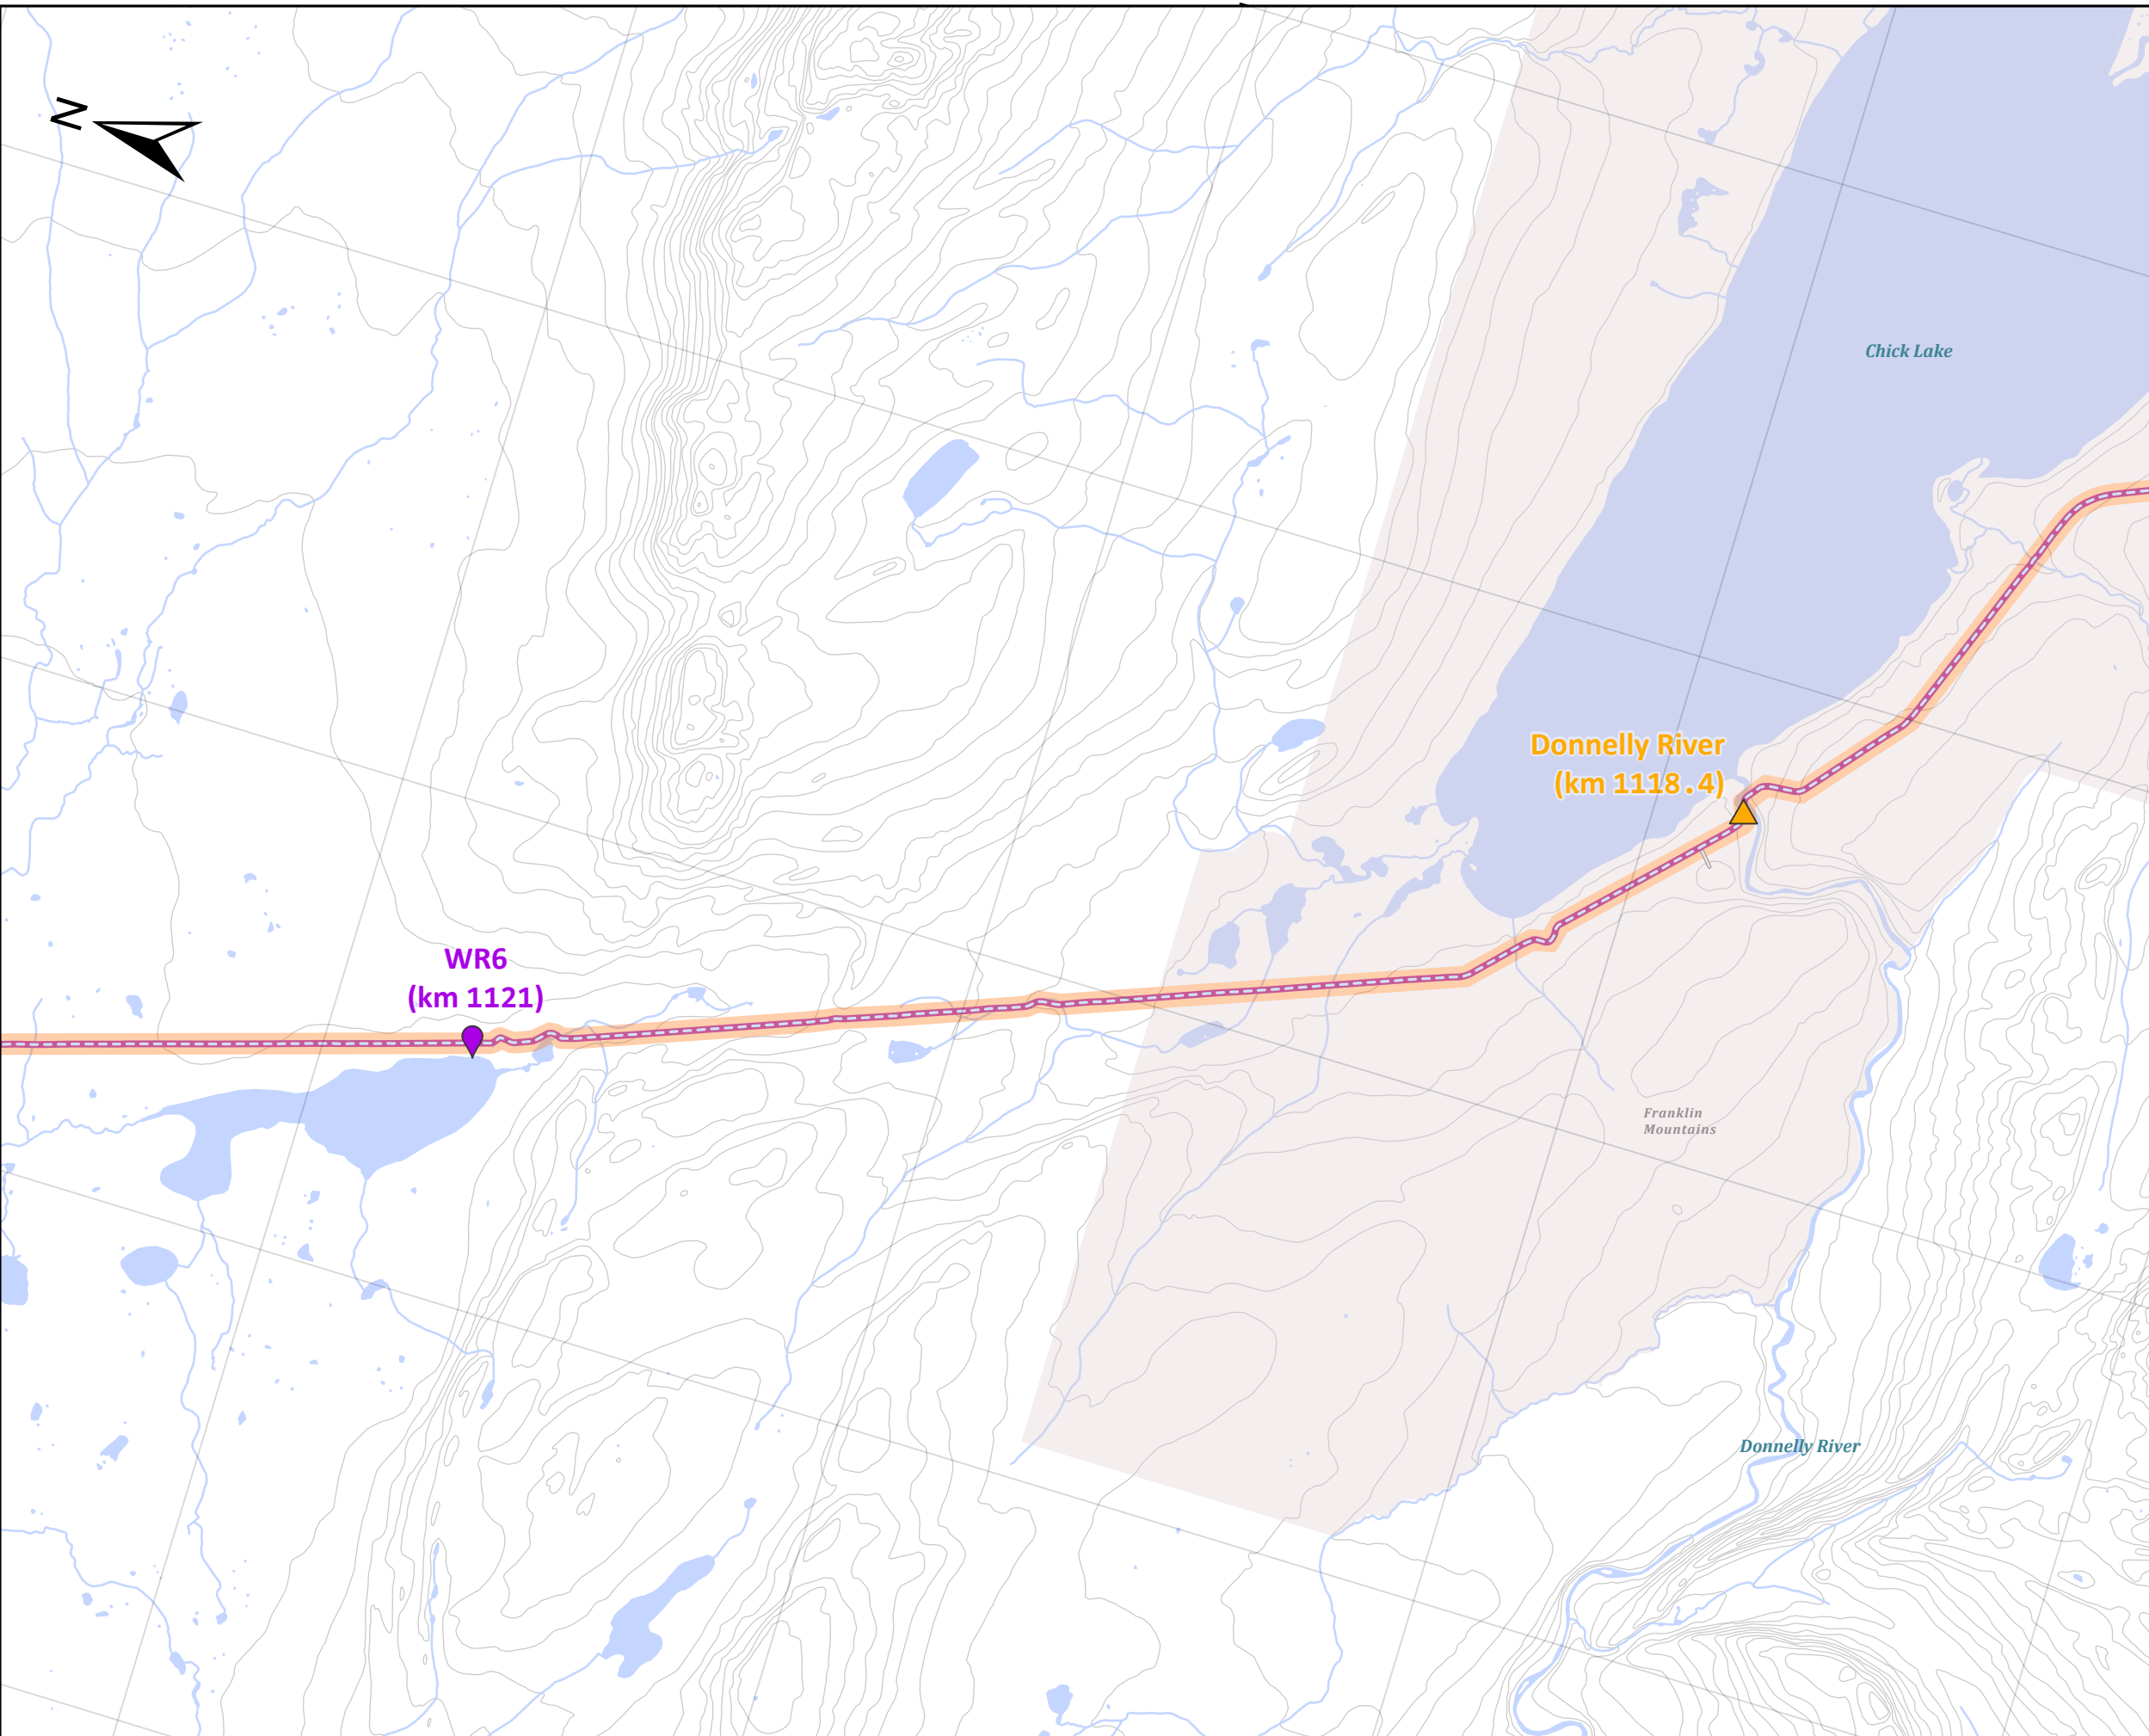 N
Chick Lake
Donnelly River
(km 1118.4)
WR6
(km 1121)
Franklin
Mountains
Donnelly River